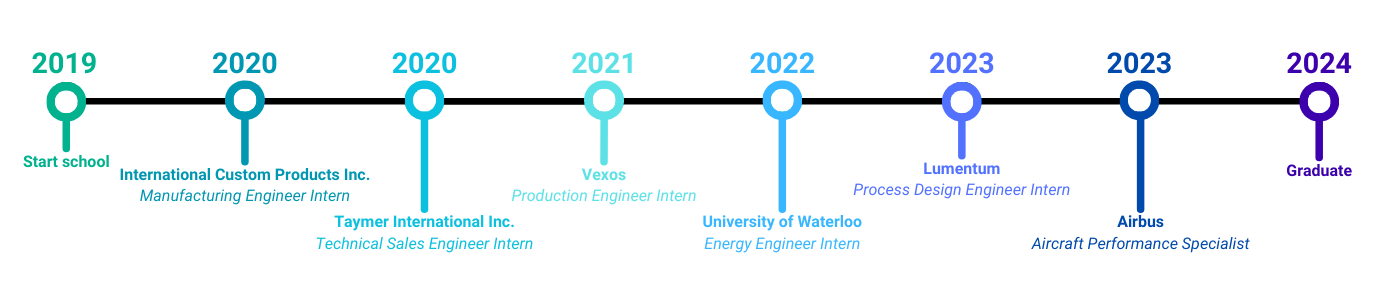 2019
Start school
2020
International Custom Products Inc.
Manufacturing Engineer Intern
2020
Taymer International Inc.
Technical Sales Engineer Intern
2021
Vexos
Production Engineer Intern
2022
University of Waterloo
Energy Engineer Intern
2023
Lumentum
Process Design Engineer Intern
2023
Airbus
Aircraft Performance Specialist
2024
Graduate